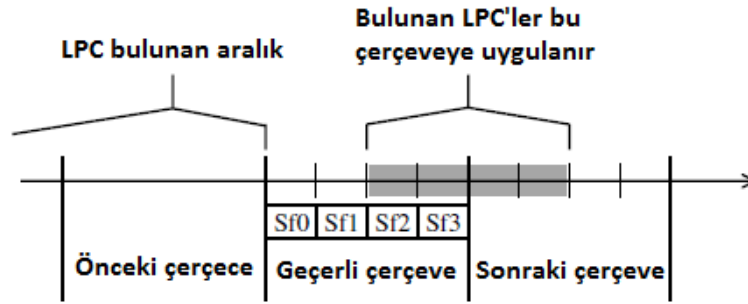 LPC bulunan aralık
Bulunan LPC'ler bu
çerçeveye uygulanır
Sf0 Sf1 Sf2 Sf3
Önceki çerçece
Geçerli çerçeve
Sonraki çerçeve